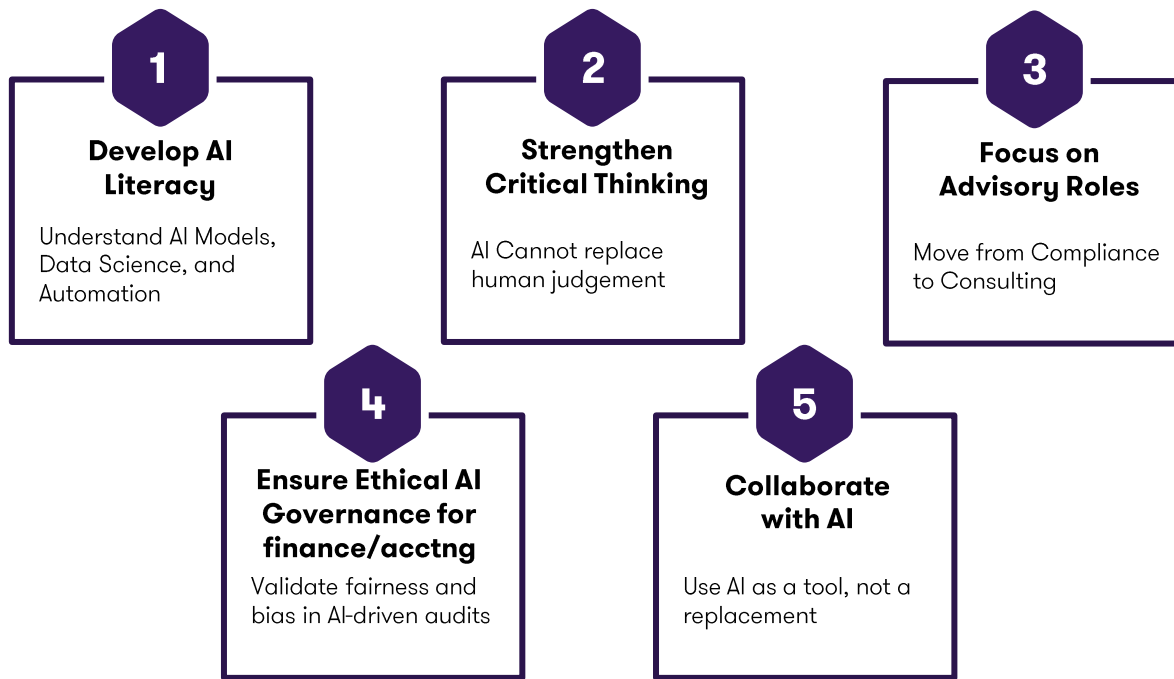 1
Develop AI
Literacy
Understand AI Models,
Data Science, and
Automation
2
Strengthen
Critical Thinking
AI Cannot replace
human judgement
3
Focus on
Advisory Roles
Move from Compliance
to Consulting
4
Ensure Ethical AI
Governance for
finance/acctng
Validate fairness and
bias in AI-driven audits
5
Collaborate
with AI
Use AI as a tool, not a
replacement